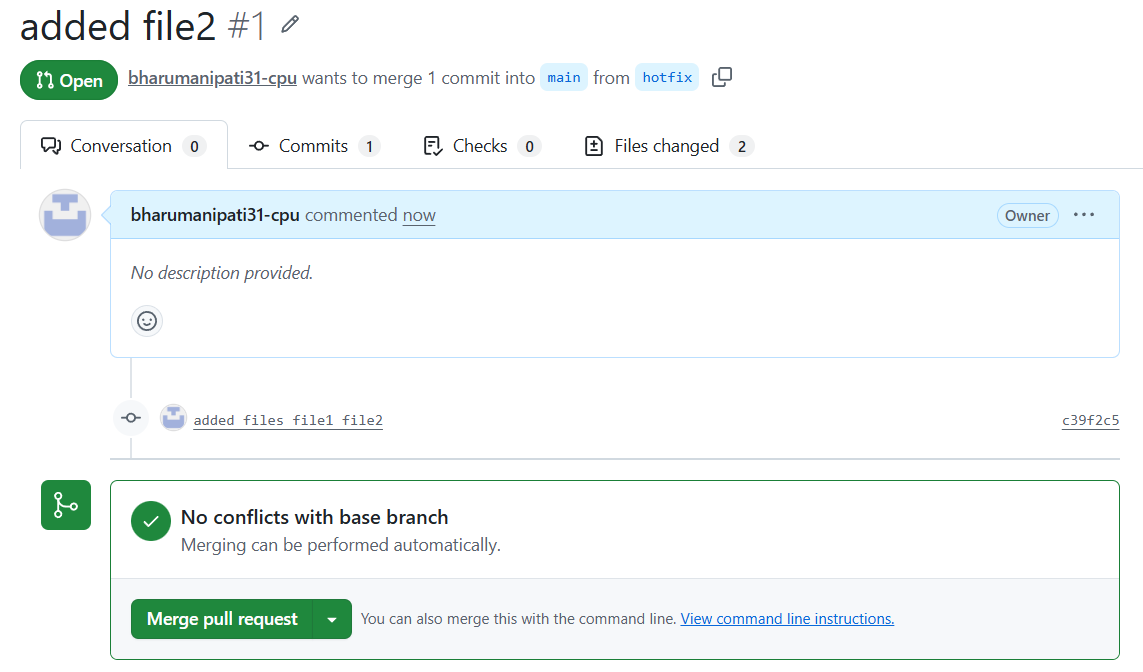 added file2 #1
Open bharumanipati31-cpu wants to merge 1 commit into main from hotfix
Conversation 0 Commits 1 Checks 0 Files changed 2
bharumanipati31-cpu commented now Owner
No description provided.
added files file1 file2 c39f2c5
No conflicts with base branch
Merging can be performed automatically.
Merge pull request You can also merge this with the command line. View command line instructions.